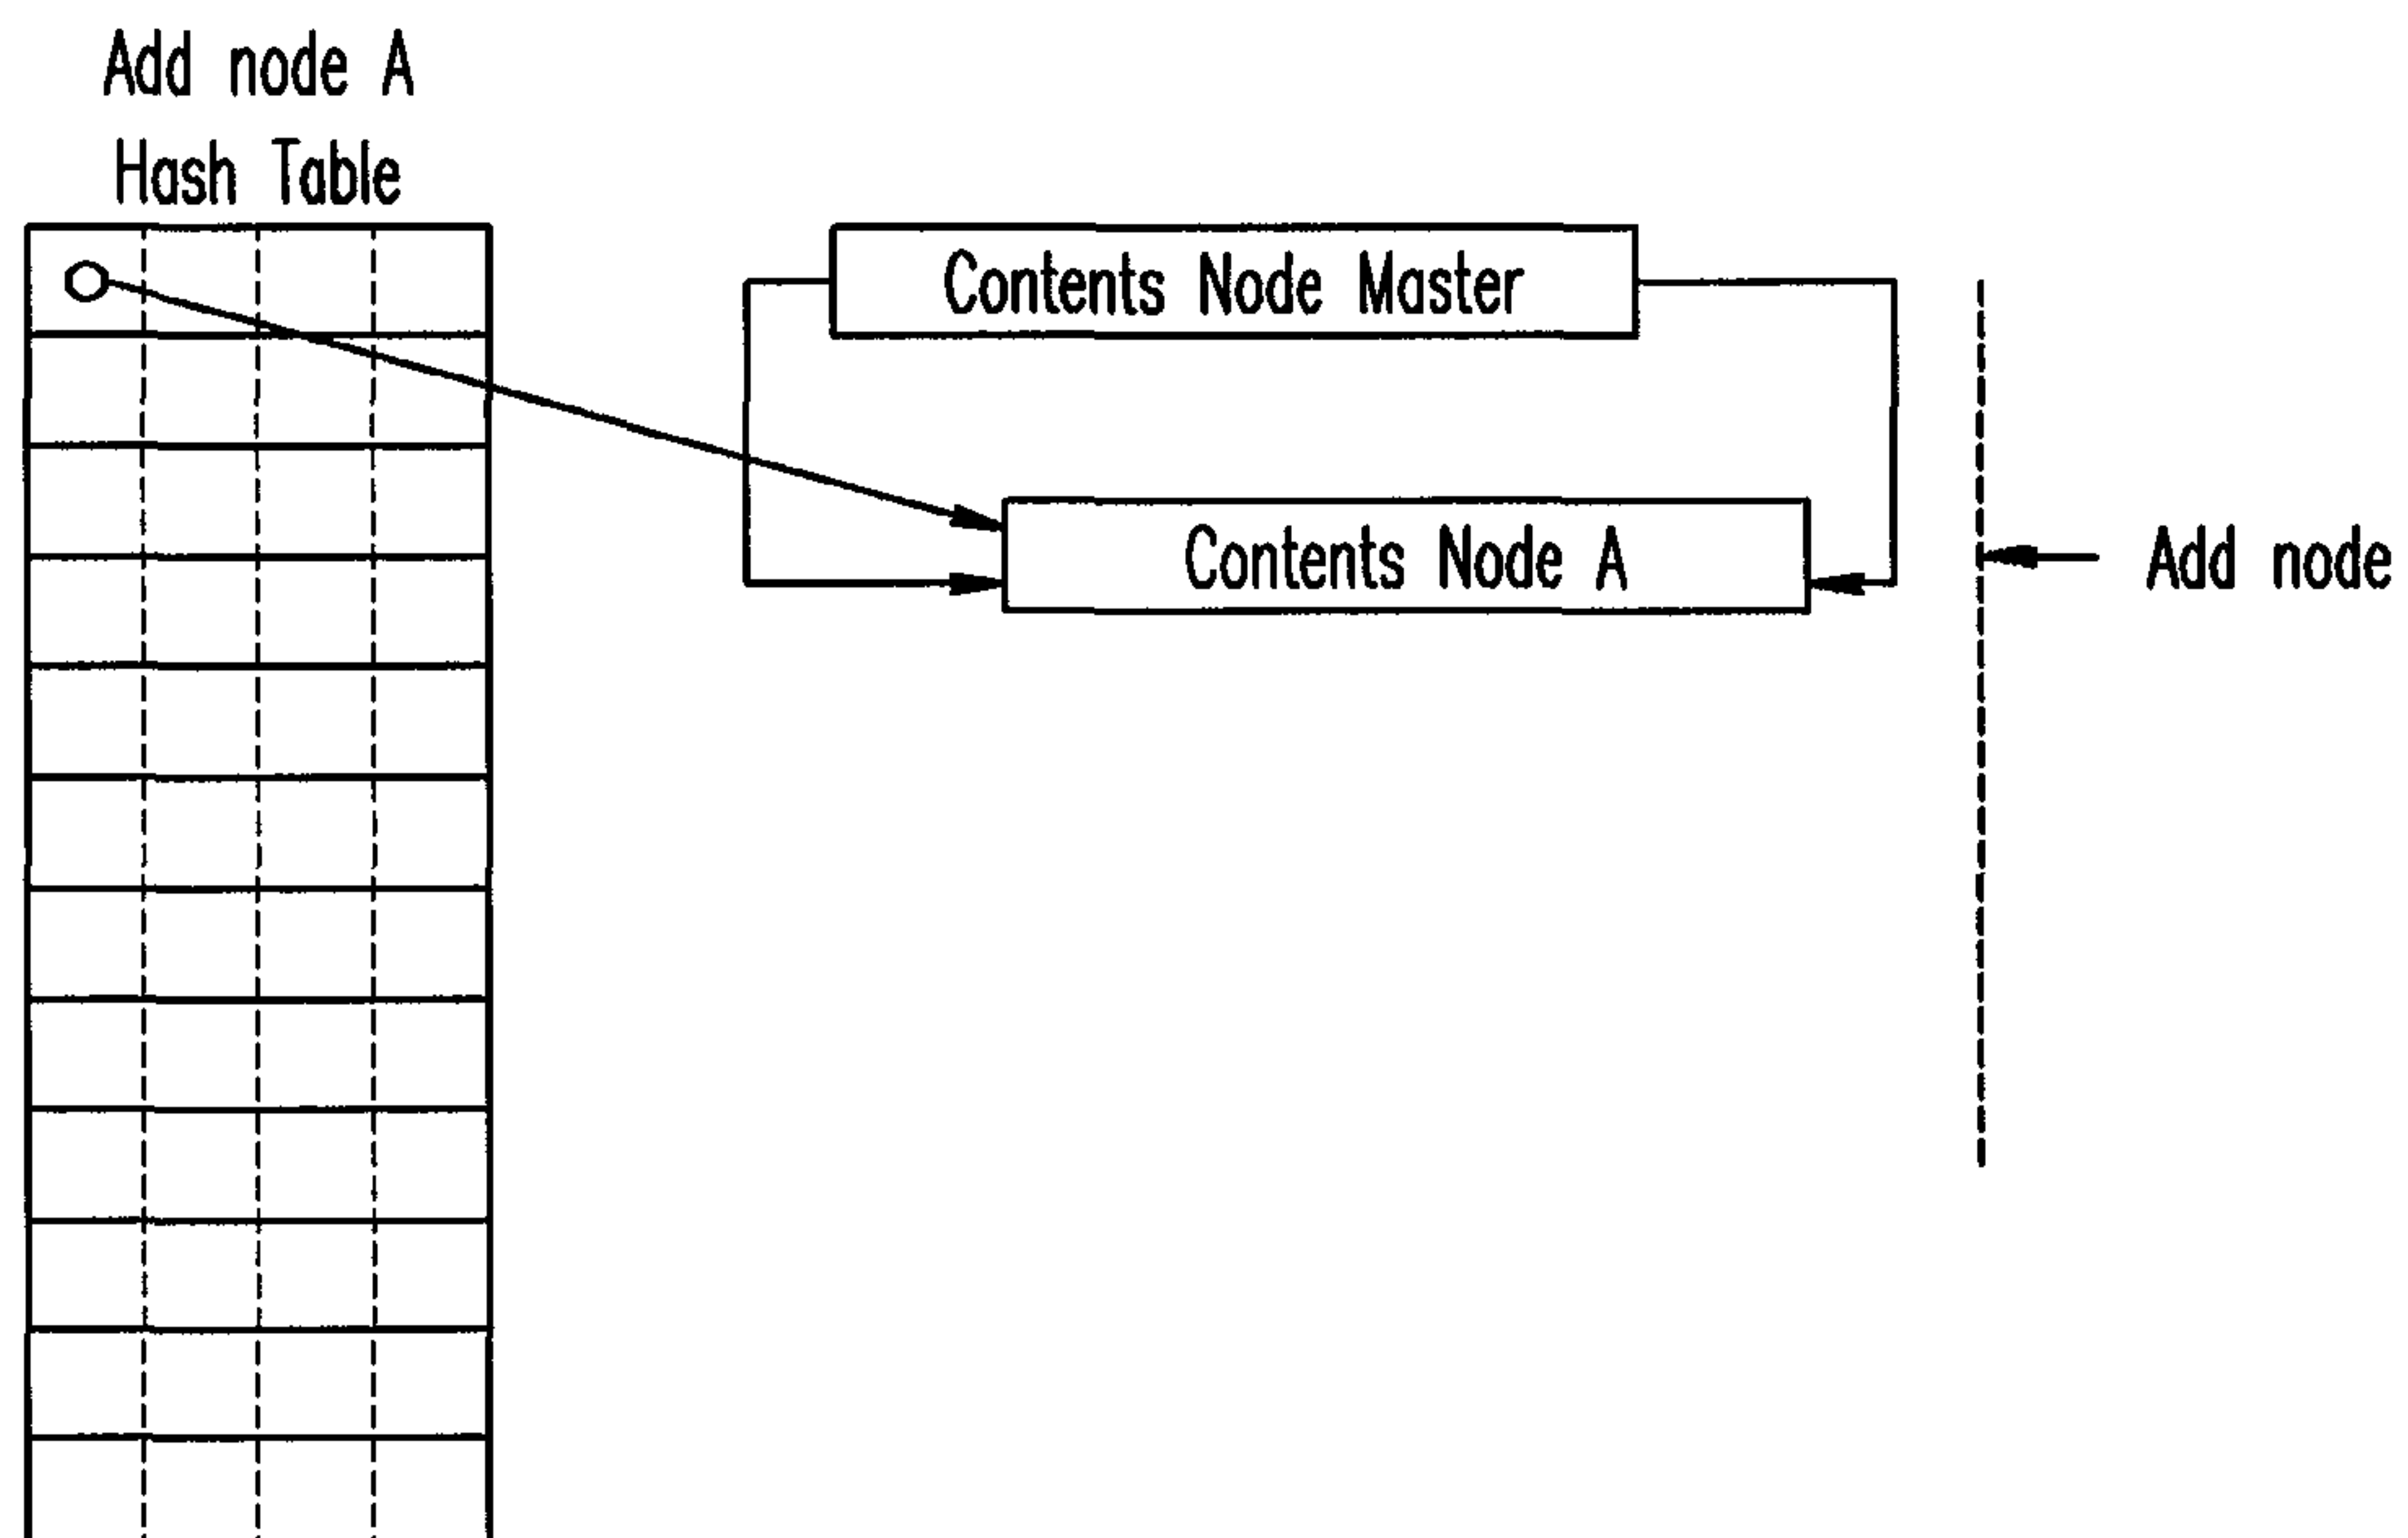 Add node A
Hash Table
Contents Node Master
Contents Node A
Add node